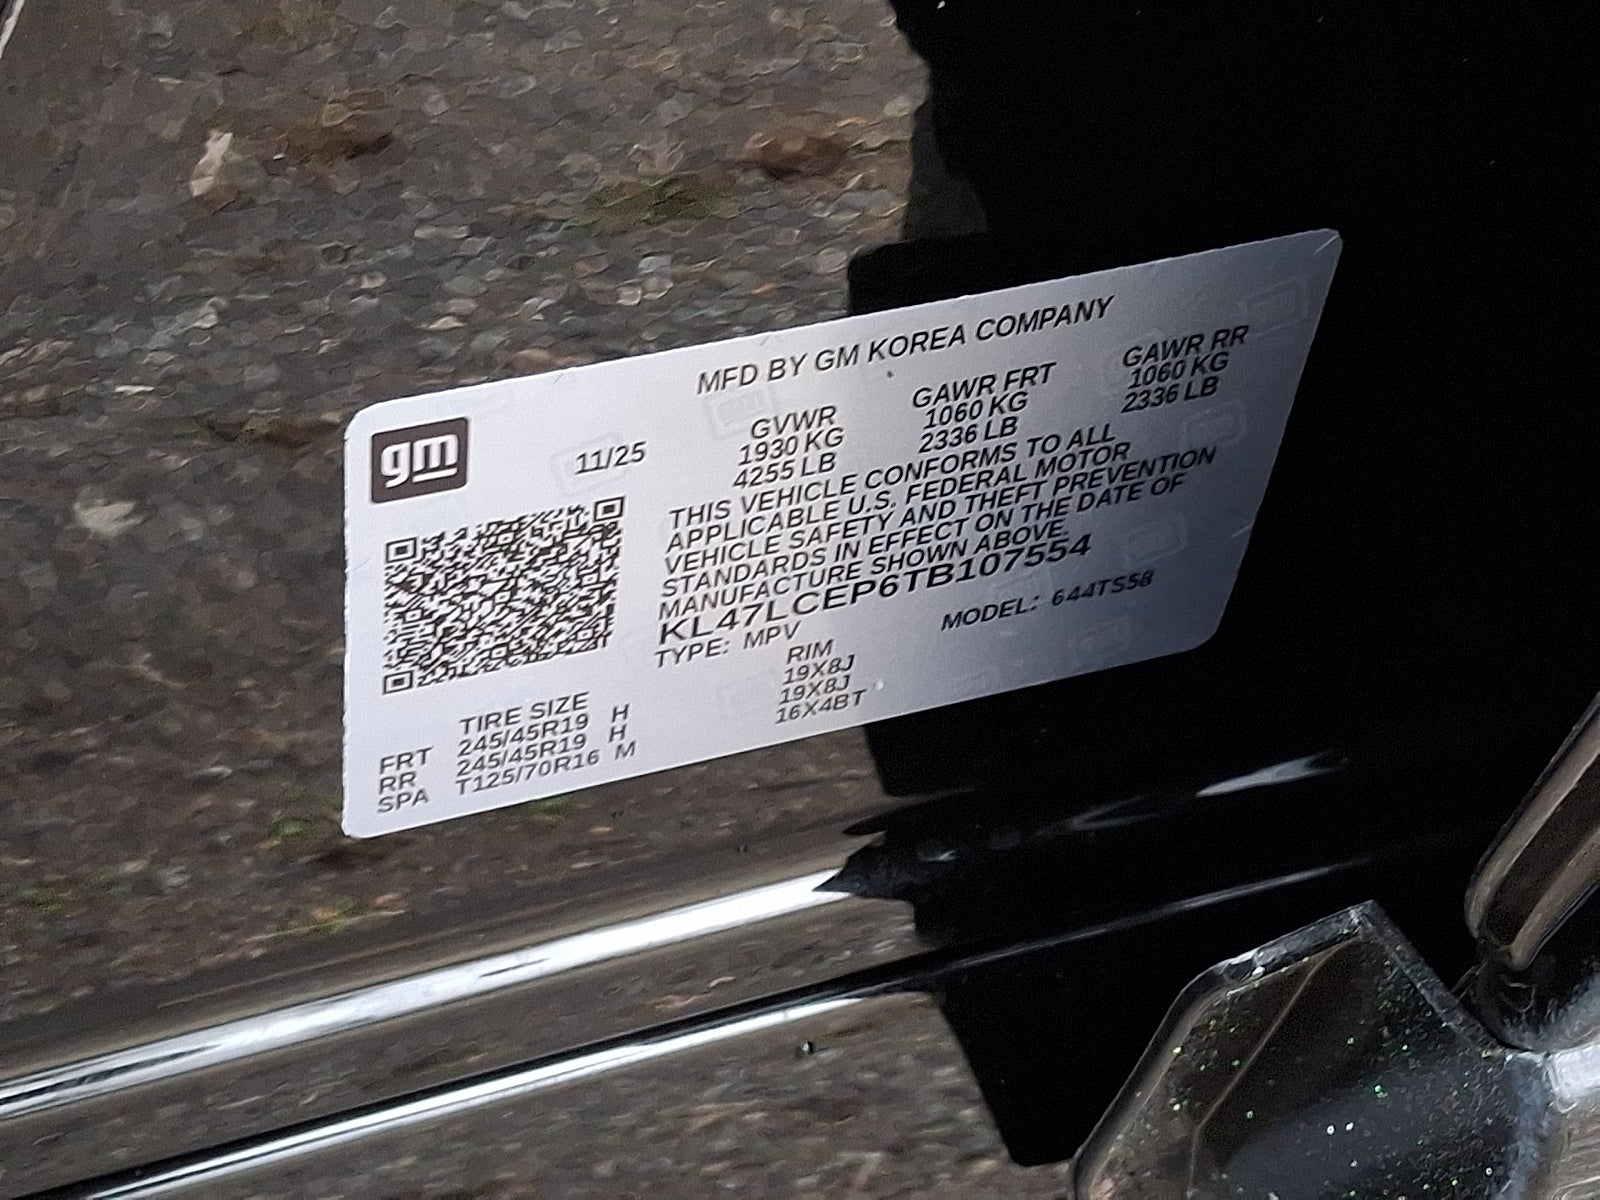 gm
MFD BY GM KOREA COMPANY
11/25
GVWR GAWR FRT GAWR RR
1930 KG 1060 KG 1060 KG
4255 LB 2336 LB 2336 LB
THIS VEHICLE CONFORMS TO ALL
APPLICABLE U.S. FEDERAL MOTOR
VEHICLE SAFETY AND THEFT PREVENTION
STANDARDS IN EFFECT ON THE DATE OF
MANUFACTURE SHOWN ABOVE
KL47LCEP6TB107554
TYPE: MPV MODEL: 644TS58
TIRE SIZE RIM
FRT 245/45R19 H 19X8J
RR 245/45R19 H 19X8J
SPA T125/70R16 M 16X4BT